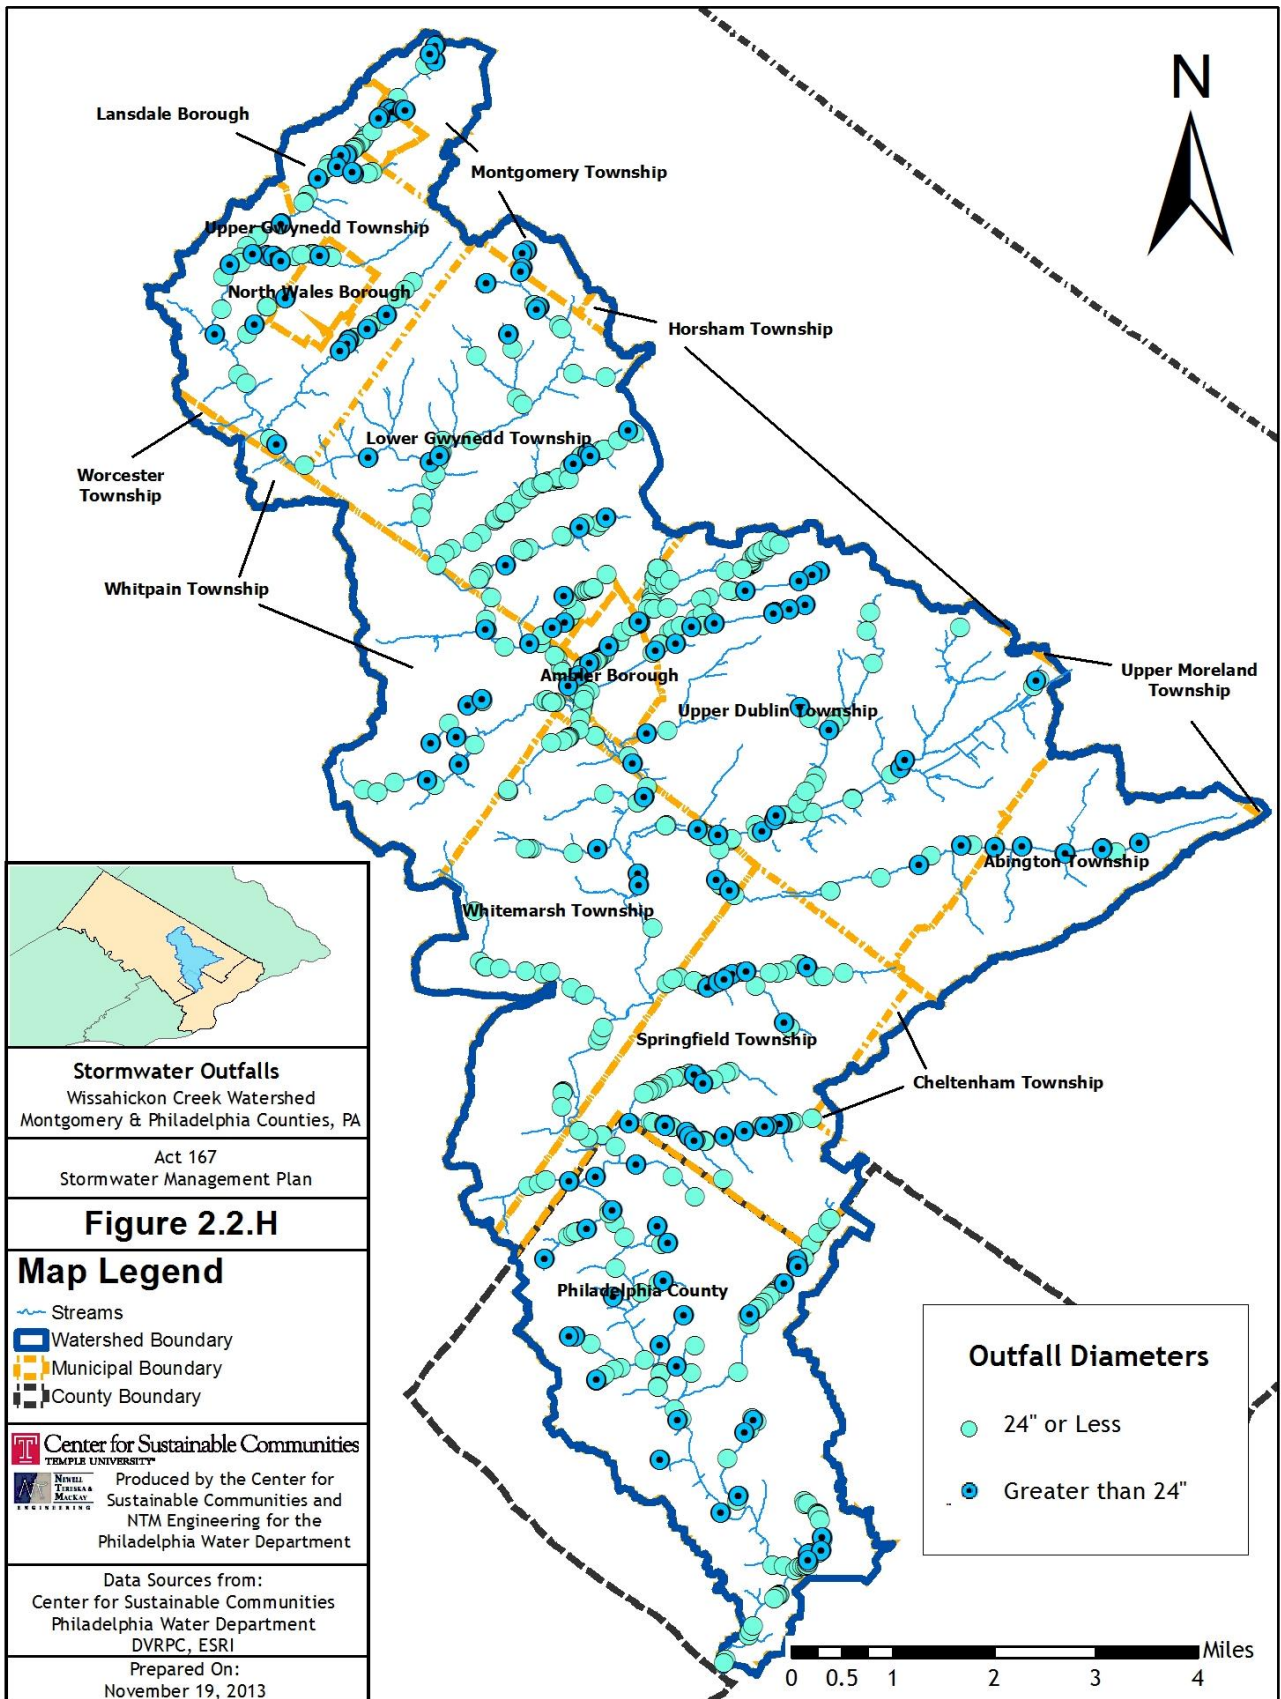 N
Lansdale Borough
Montgomery Township
Upper Gwynedd Township
North Wales Borough
Horsham Township
Lower Gwynedd Township
Worcester
Township
Whitpain Township
Ambler Borough
Upper Moreland
Township
Upper Dublin Township
Abington Township
Whitemarsh Township
Springfield Township
Cheltenham Township
Philadelphia County
Stormwater Outfalls
Wissahickon Creek Watershed
Montgomery & Philadelphia Counties, PA
Act 167
Stormwater Management Plan
Figure 2.2.H
Map Legend
Streams
Watershed Boundary
Municipal Boundary
County Boundary
Center for Sustainable Communities
TEMPLE UNIVERSITY®
NEWELL
TERESKA &
MACKAY
ENGINEERING
Produced by the Center for
Sustainable Communities and
NTM Engineering for the
Philadelphia Water Department
Data Sources from:
Center for Sustainable Communities
Philadelphia Water Department
DVRPC, ESRI
Prepared On:
November 19, 2013
Outfall Diameters
24" or Less
Greater than 24"
Miles
0 0.5 1 2 3 4